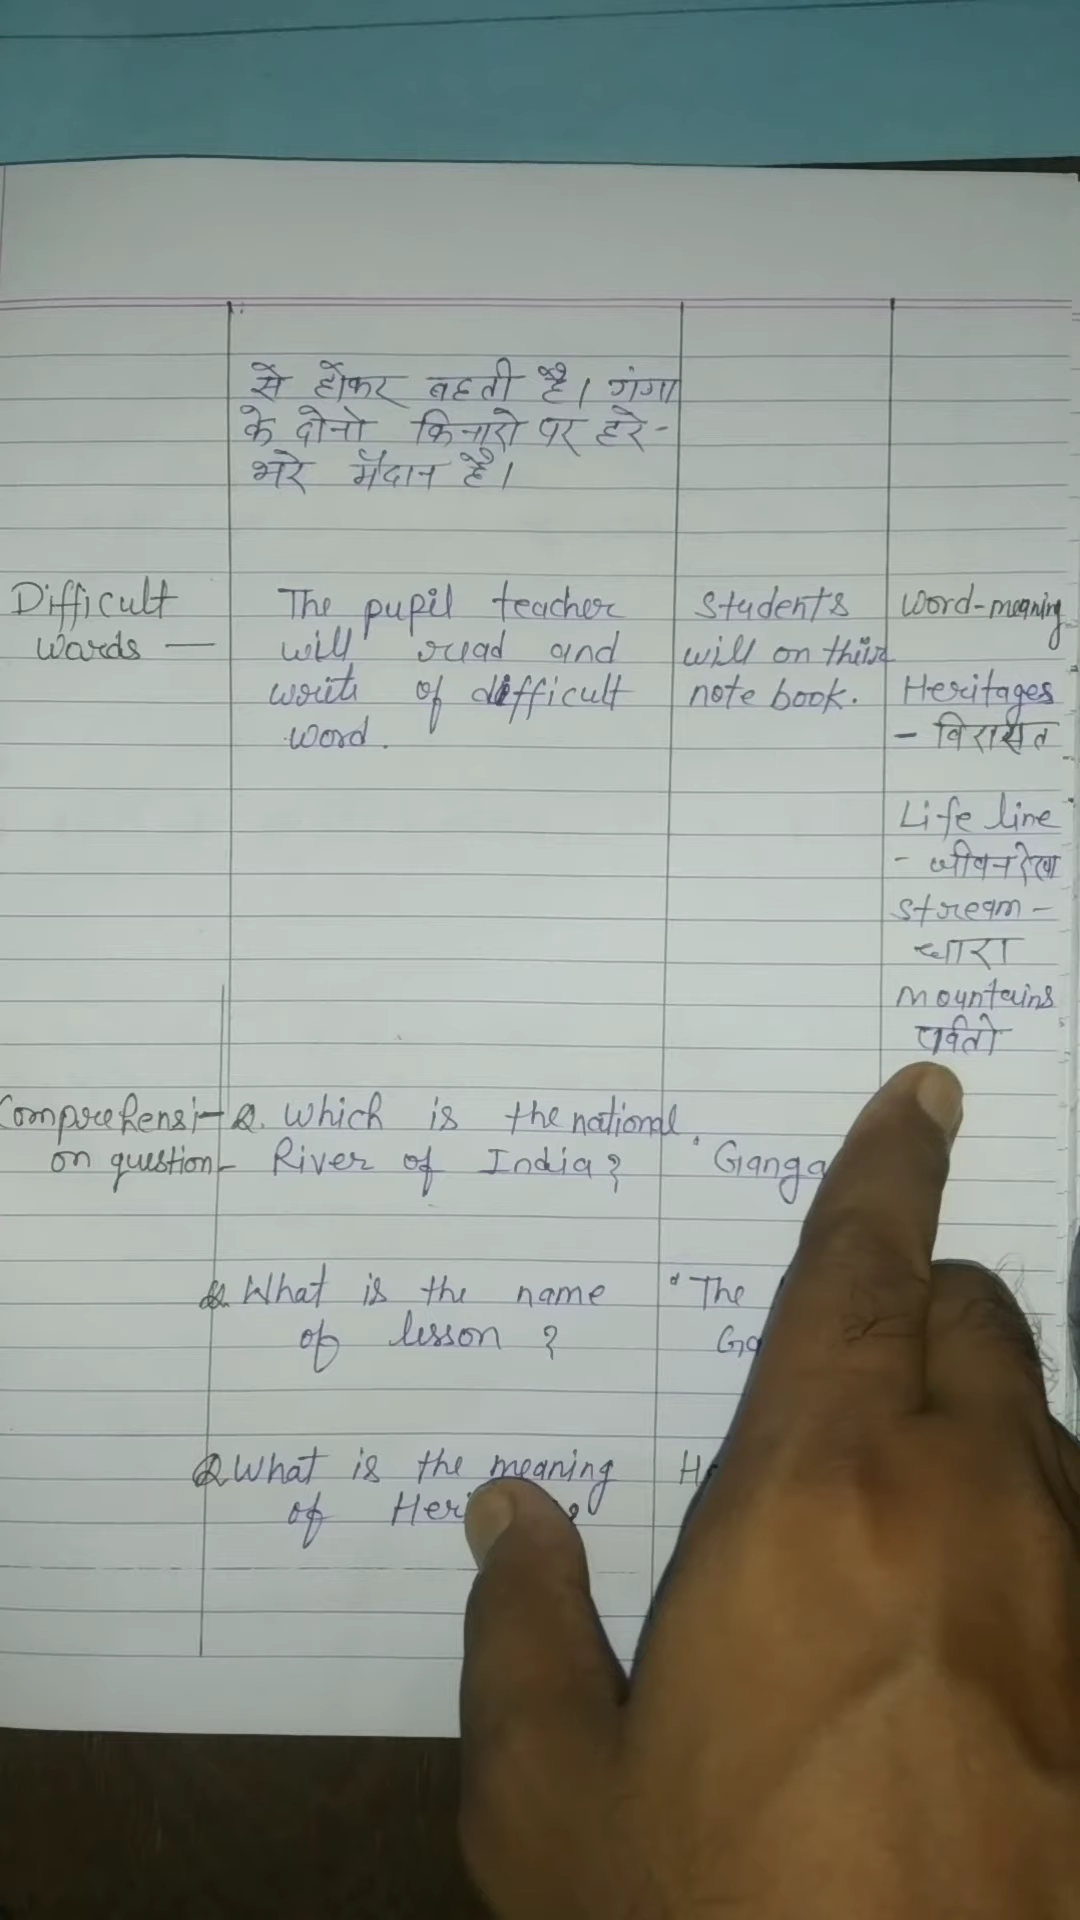 से होकर बहती है। गंगा
के दोनो किनारो पर हरे-
भरे मैदान है।
Difficult
words —
The pupil teacher
will read and
write of difficult
word.
Students
will on their
note book.
Word-meaning
Heritages
- विरासत
Life line
- जीवनरेखा
Stream -
धारा
Mountains
पर्वतो
Comprehensi-
on question-
Q. Which is the national
River of India?
"Ganga
Q. What is the name
of lesson ?
"The
Q What is the meaning
of